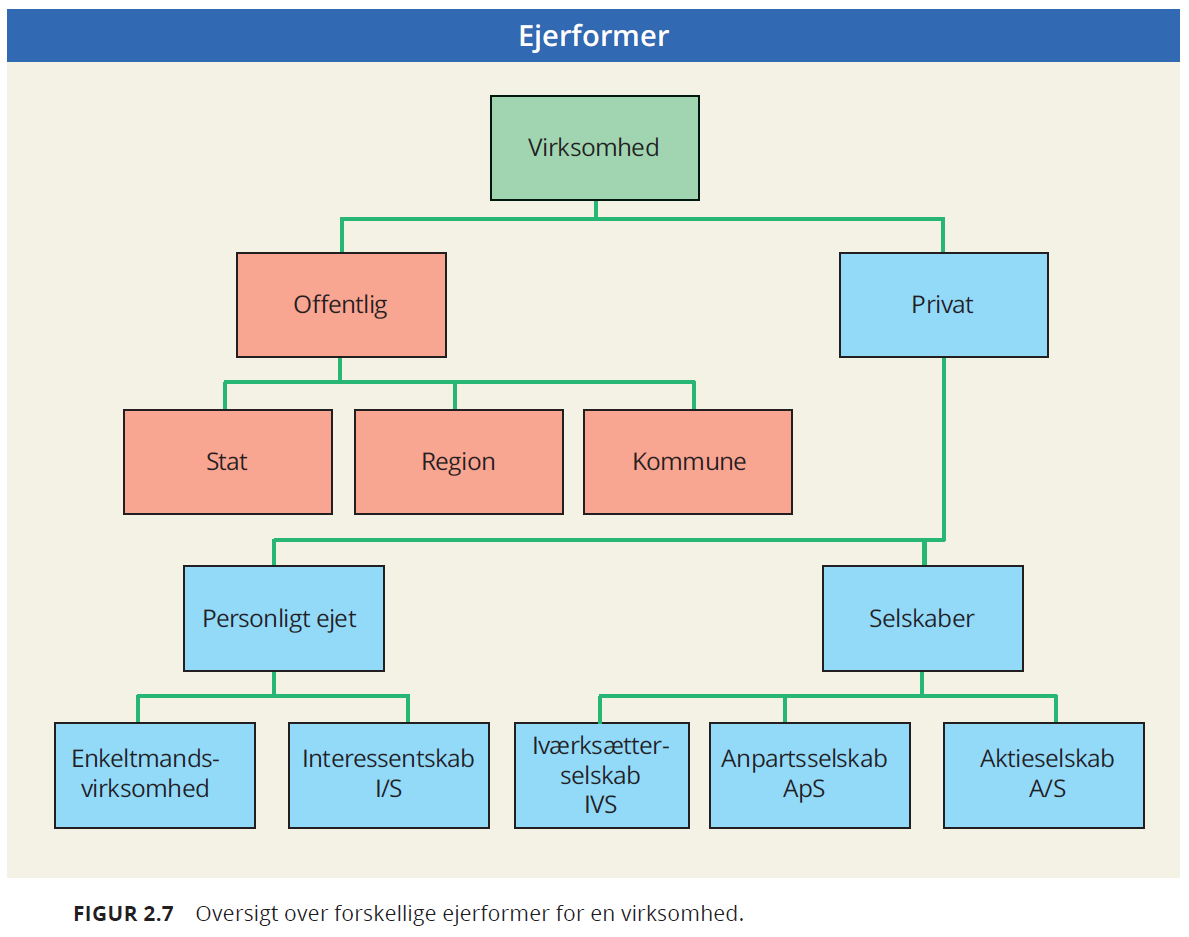 Ejerformer
Virksomhed
Offentlig
Privat
Stat
Region
Kommune
Personligt ejet
Selskaber
Enkeltmands-
virksomhed
Interessentskab
I/S
Iværksætter-
selskab
IVS
Anpartsselskab
ApS
Aktieselskab
A/S
FIGUR 2.7 Oversigt over forskellige ejerformer for en virksomhed.